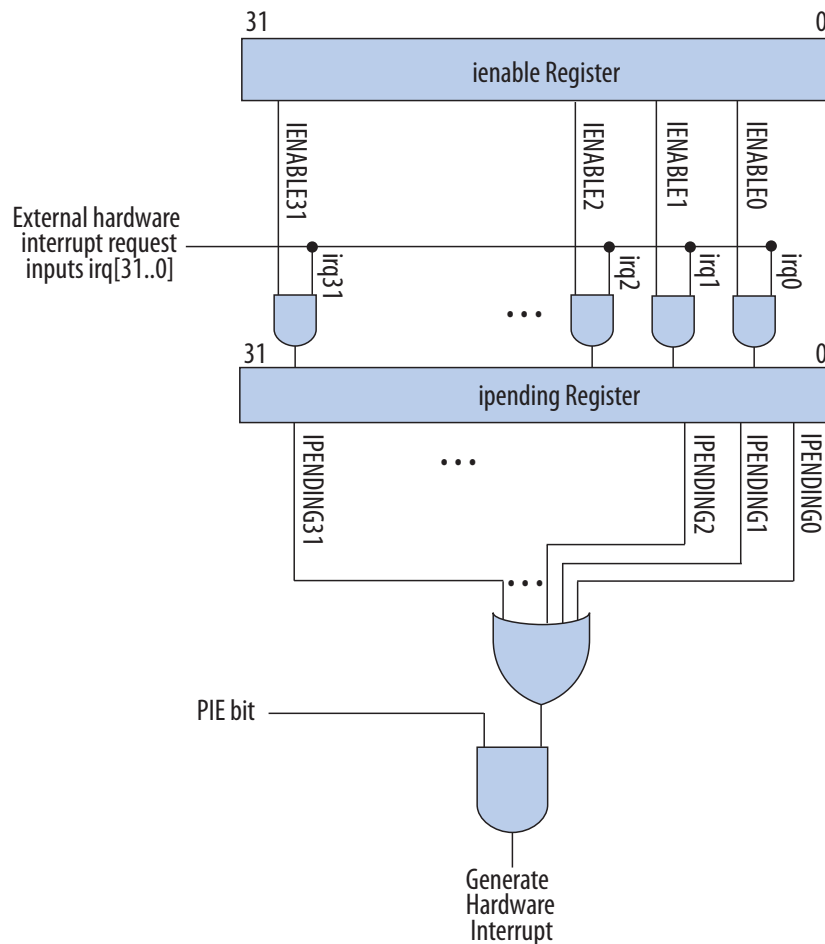 31 0
ienable Register
IENABLE31
IENABLE2
IENABLE1
IENABLE0
External hardware
interrupt request
inputs irq[31..0]
irq31
irq2
irq1
irq0
...
31 0
ipending Register
IPENDING31
...
IPENDING2
IPENDING1
IPENDING0
...
PIE bit
Generate
Hardware
Interrupt